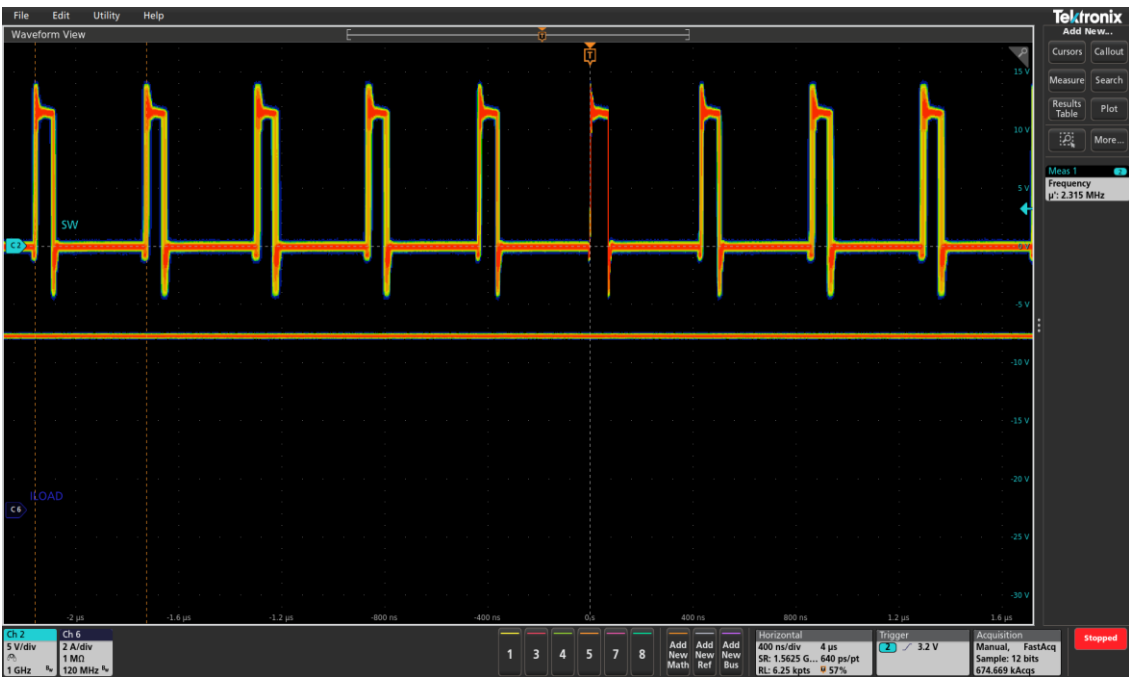 File Edit Utility Help
Tektronix
Waveform View
Add New...
Cursors Callout
Measure Search
Results Table Plot
More...
Meas 1 2
Frequency
µ': 2.315 MHz
T
T
15 V
10 V
5 V
0 V
-5 V
-10 V
-15 V
-20 V
-25 V
-30 V
SW
C2
ILOAD
C6
-2 µs -1.6 µs -1.2 µs -800 ns -400 ns 0 s 400 ns 800 ns 1.2 µs 1.6 µs
Ch 2
5 V/div
1 GHz Bw
Ch 6
2 A/div
1 MΩ
120 MHz Bw
1 3 4 5 7 8
Add New Math
Add New Ref
Add New Bus
Horizontal
400 ns/div 4 µs
SR: 1.5625 G... 640 ps/pt
RL: 6.25 kpts 57%
Trigger
2 3.2 V
Acquisition
Manual, FastAcq
Sample: 12 bits
674.669 kAcqs
Stopped